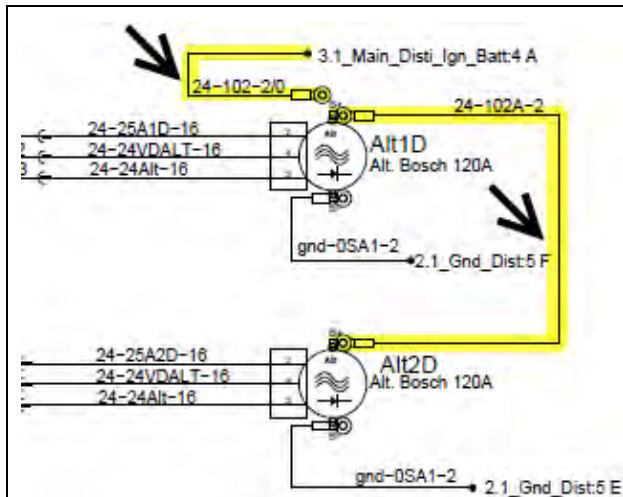 3.1_Main_Disti_Ign_Batt:4 A
24-102-2/0
24-102A-2
24-25A1D-16
24-24VDALT-16
24-24Alt-16
Alt
Alt1D
Alt. Bosch 120A
gnd-0SA1-2
2.1_Gnd_Dist:5 F
24-25A2D-16
24-24VDALT-16
24-24Alt-16
Alt
Alt2D
Alt. Bosch 120A
gnd-0SA1-2
2.1_Gnd_Dist:5 E